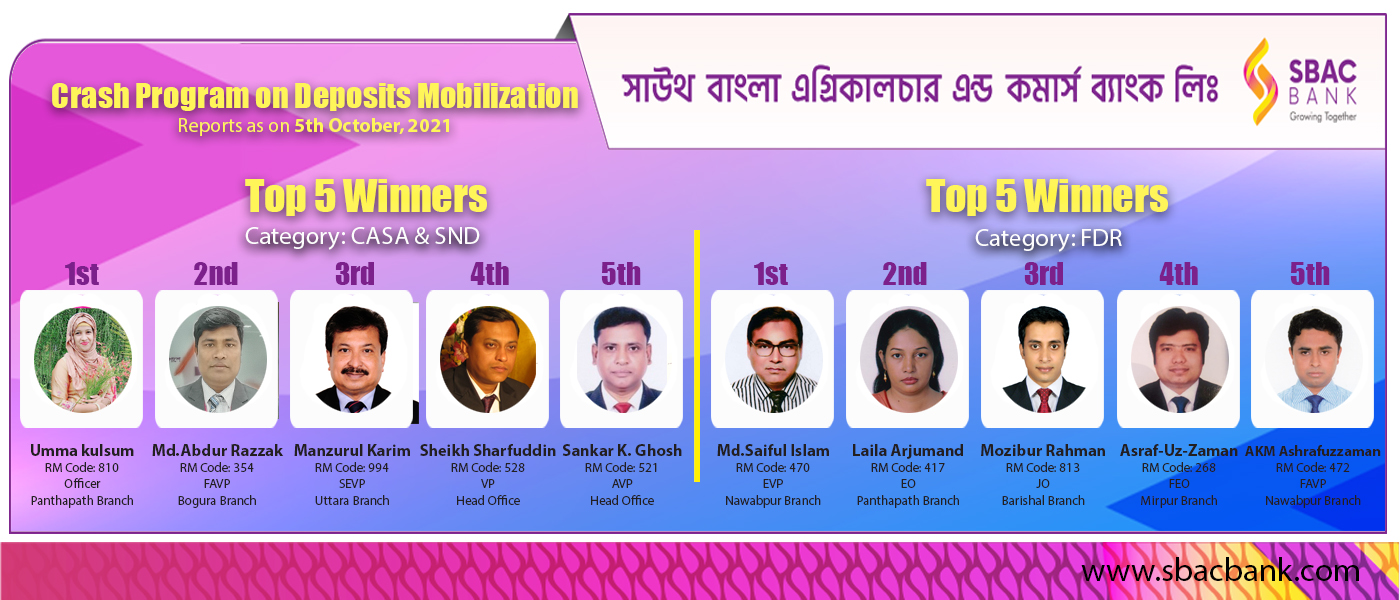 Crash Program on Deposits Mobilization
Reports as on 5th October, 2021
সাউথ বাংলা এগ্রিকালচার এন্ড কমার্স ব্যাংক লিঃ
SBAC
BANK
Growing Together
Top 5 Winners
Category: CASA & SND
1st
2nd
3rd
4th
5th
Umma kulsum
RM Code: 810
Officer
Panthapath Branch
Md.Abdur Razzak
RM Code: 354
FAVP
Bogura Branch
Manzurul Karim
RM Code: 994
SEVP
Uttara Branch
Sheikh Sharfuddin
RM Code: 528
VP
Head Office
Sankar K. Ghosh
RM Code: 521
AVP
Head Office
Top 5 Winners
Category: FDR
1st
2nd
3rd
4th
5th
Md.Saiful Islam
RM Code: 470
EVP
Nawabpur Branch
Laila Arjumand
RM Code: 417
EO
Panthapath Branch
Mozibur Rahman
RM Code: 813
JO
Barishal Branch
Asraf-Uz-Zaman
RM Code: 268
FEO
Mirpur Branch
AKM Ashrafuzzaman
RM Code: 472
FAVP
Nawabpur Branch
www.sbacbank.com